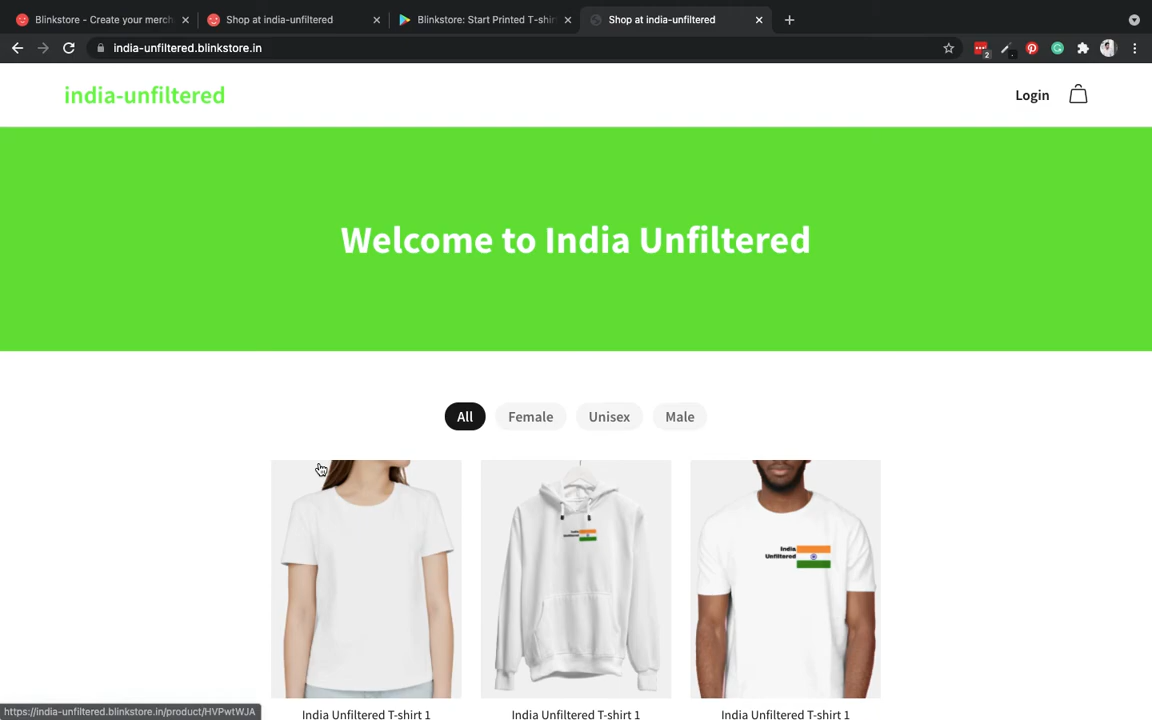 Blinkstore - Create your merch
Shop at india-unfiltered
Blinkstore: Start Printed T-shir
Shop at india-unfiltered
india-unfiltered.blinkstore.in
2
india-unfiltered
Login
Welcome to India Unfiltered
All
Female
Unisex
Male
India
Unfiltered
India
Unfiltered
https://india-unfiltered.blinkstore.in/product/HVPwtWJA
India Unfiltered T-shirt 1
India Unfiltered T-shirt 1
India Unfiltered T-shirt 1